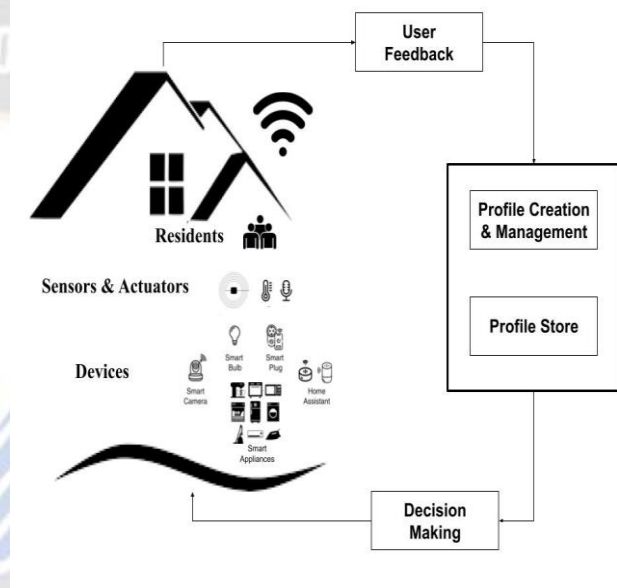 User
Feedback
Profile Creation
& Management
Profile Store
Residents
Sensors & Actuators
Smart
Bulb
Smart
Plug
Devices
Smart
Camera
Home
Assistant
Smart
Appliances
Decision
Making